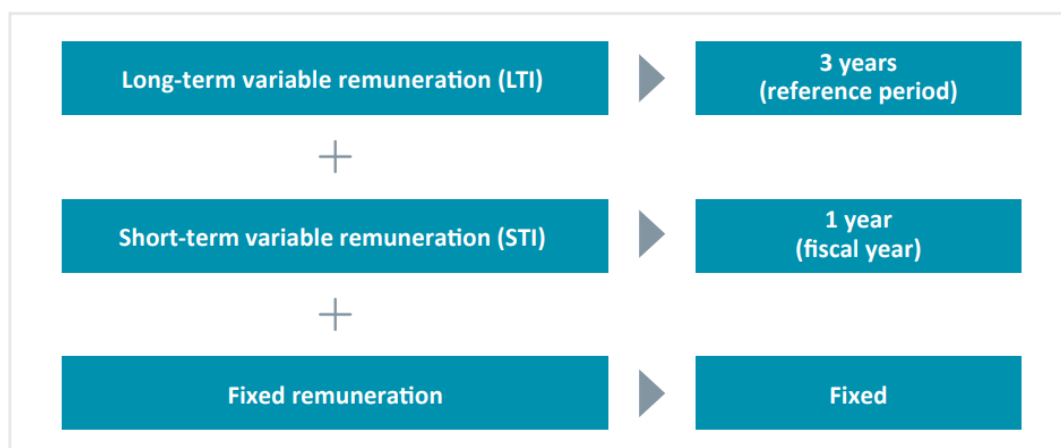 Long-term variable remuneration (LTI)
3 years
(reference period)
+
Short-term variable remuneration (STI)
1 year
(fiscal year)
+
Fixed remuneration
Fixed